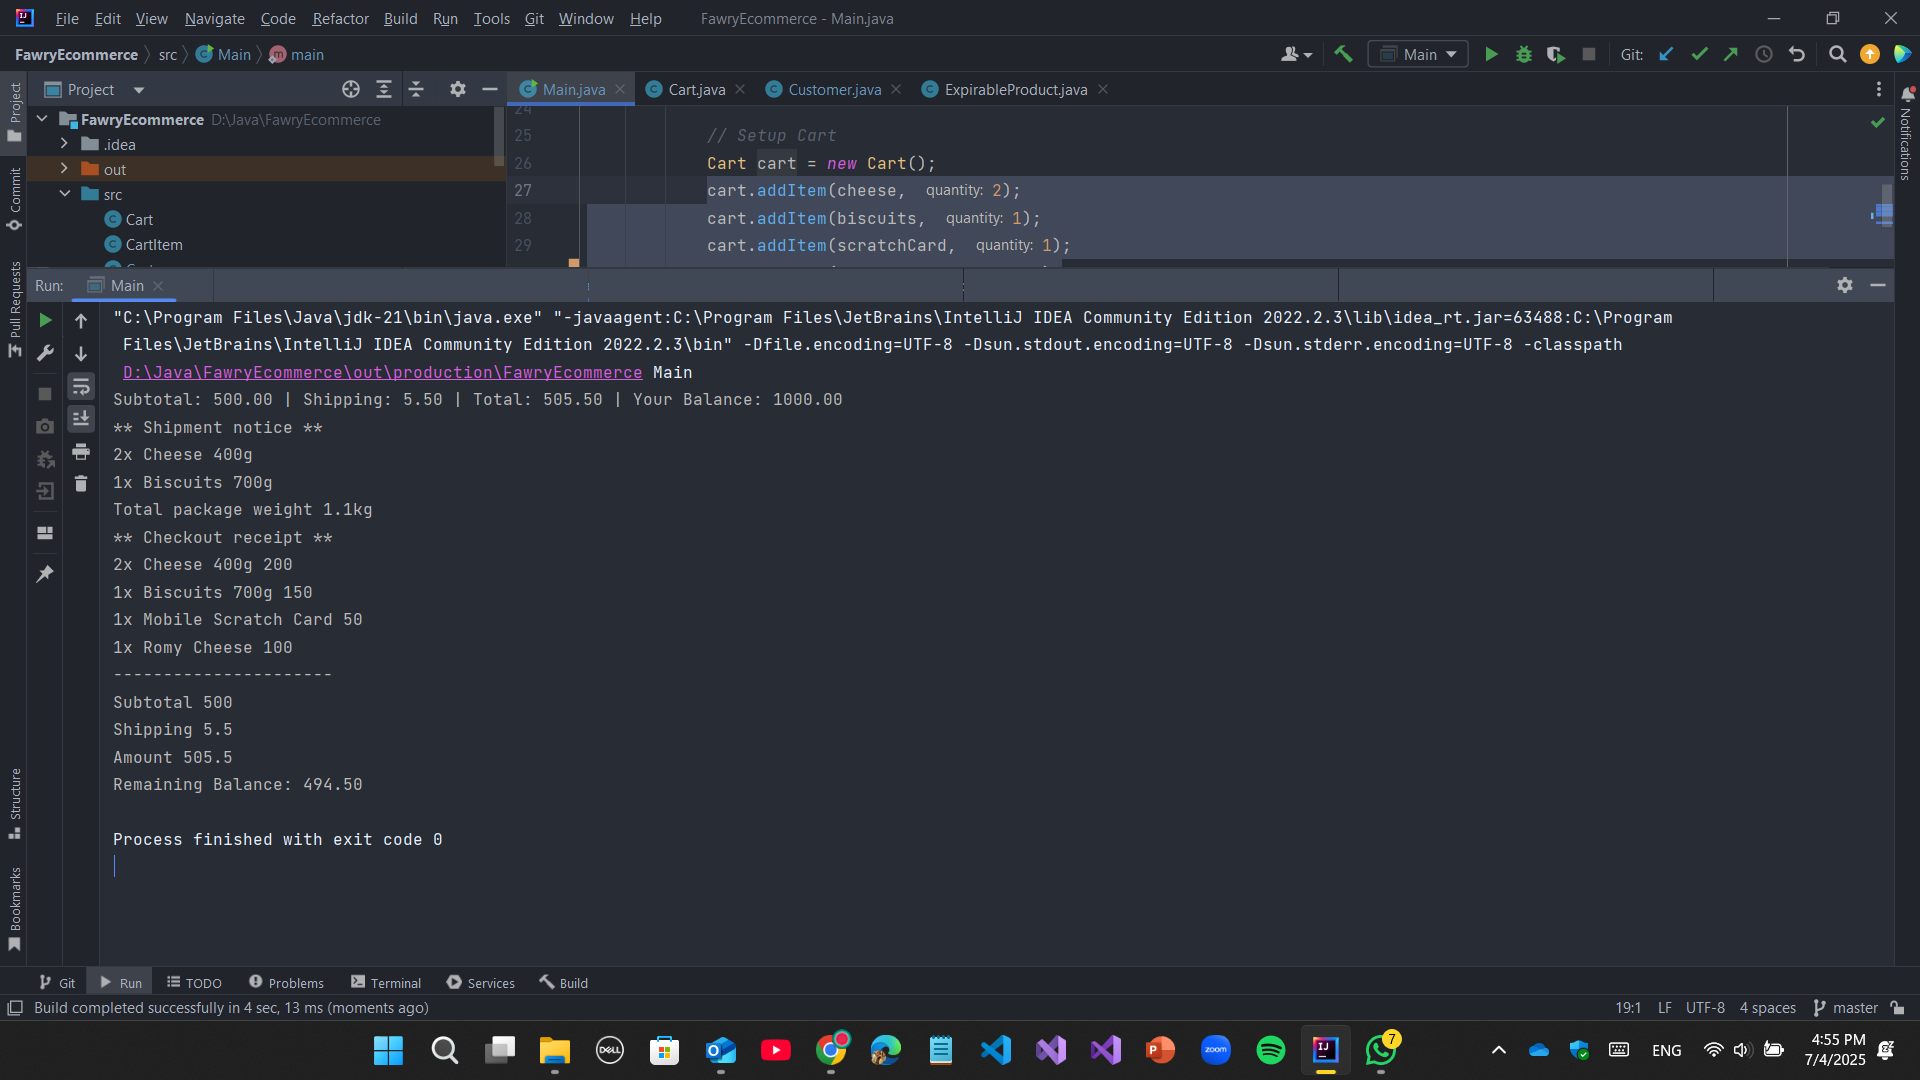 File Edit View Navigate Code Refactor Build Run Tools Git Window Help FawryEcommerce - Main.java
FawryEcommerce src Main main Main Git:
Project
Main.java Cart.java Customer.java ExpirableProduct.java
FawryEcommerce D:\Java\FawryEcommerce
.idea
out
src
Cart
CartItem
24
25 // Setup Cart
26 Cart cart = new Cart();
27 cart.addItem(cheese, quantity: 2);
28 cart.addItem(biscuits, quantity: 1);
29 cart.addItem(scratchCard, quantity: 1);
Project
Commit
Pull Requests
Structure
Bookmarks
Notifications
Run: Main
"C:\Program Files\Java\jdk-21\bin\java.exe" "-javaagent:C:\Program Files\JetBrains\IntelliJ IDEA Community Edition 2022.2.3\lib\idea_rt.jar=63488:C:\Program
Files\JetBrains\IntelliJ IDEA Community Edition 2022.2.3\bin" -Dfile.encoding=UTF-8 -Dsun.stdout.encoding=UTF-8 -Dsun.stderr.encoding=UTF-8 -classpath
D:\Java\FawryEcommerce\out\production\FawryEcommerce Main
Subtotal: 500.00 | Shipping: 5.50 | Total: 505.50 | Your Balance: 1000.00
** Shipment notice **
2x Cheese 400g
1x Biscuits 700g
Total package weight 1.1kg
** Checkout receipt **
2x Cheese 400g 200
1x Biscuits 700g 150
1x Mobile Scratch Card 50
1x Romy Cheese 100
----------------------
Subtotal 500
Shipping 5.5
Amount 505.5
Remaining Balance: 494.50
Process finished with exit code 0
Git Run TODO Problems Terminal Services Build
Build completed successfully in 4 sec, 13 ms (moments ago) 19:1 LF UTF-8 4 spaces master
DELL
zoom
7
ENG
4:55 PM
7/4/2025